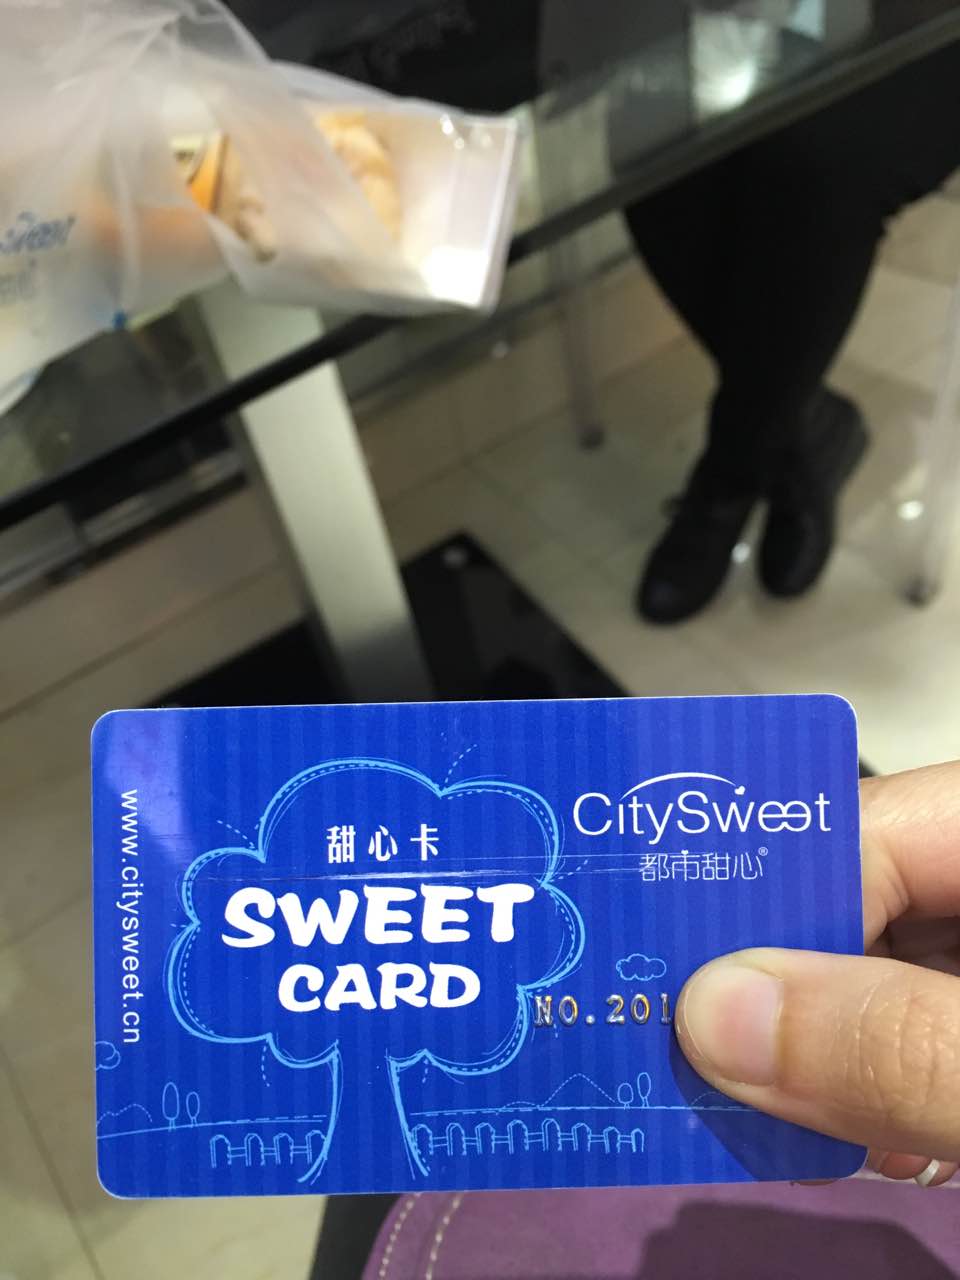 www.citysweet.cn
甜心卡
SWEET
CARD
CitySweet
都市甜心®
NO.201